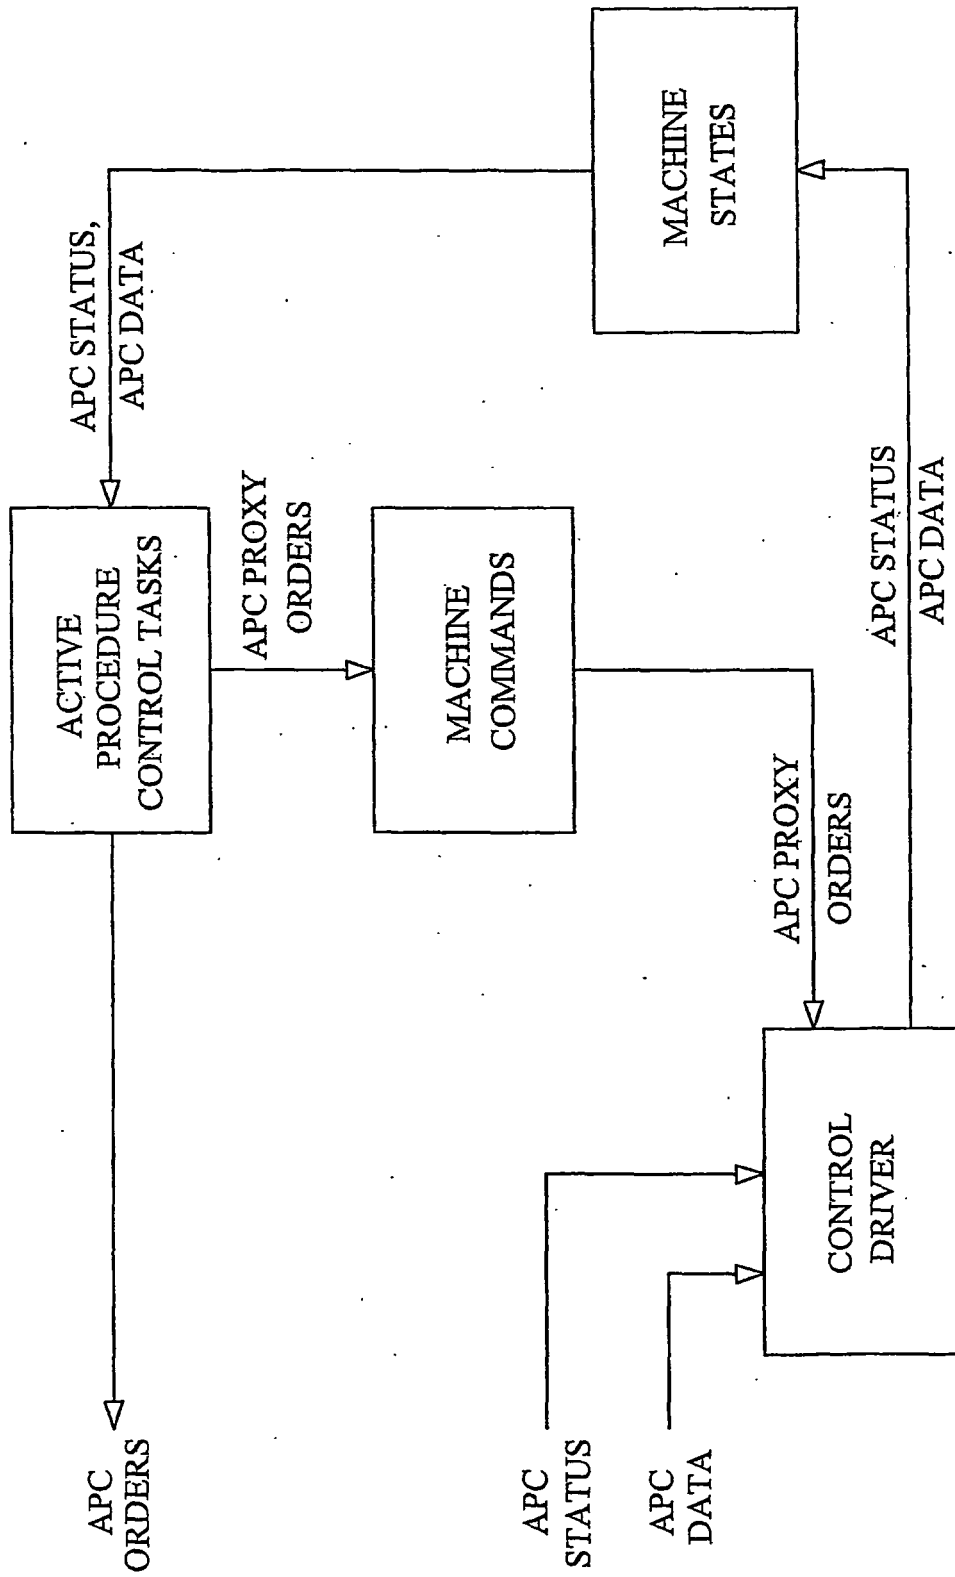 APC
ORDERS
ACTIVE
PROCEDURE
CONTROL TASKS
APC STATUS,
APC DATA
APC PROXY
ORDERS
MACHINE
COMMANDS
MACHINE
STATES
APC
STATUS
APC
DATA
APC PROXY
ORDERS
CONTROL
DRIVER
APC STATUS
APC DATA